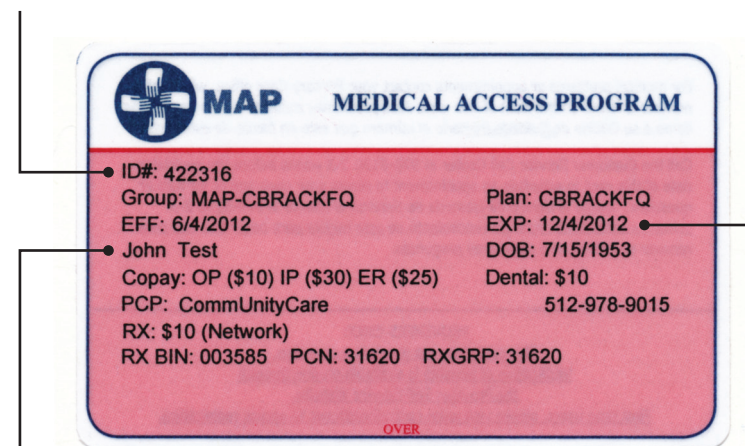 MAP MEDICAL ACCESS PROGRAM
ID#: 422316
Group: MAP-CBRACKFQ Plan: CBRACKFQ
EFF: 6/4/2012 EXP: 12/4/2012
John Test DOB: 7/15/1953
Copay: OP ($10) IP ($30) ER ($25) Dental: $10
PCP: CommUnityCare 512-978-9015
RX: $10 (Network)
RX BIN: 003585 PCN: 31620 RXGRP: 31620
OVER